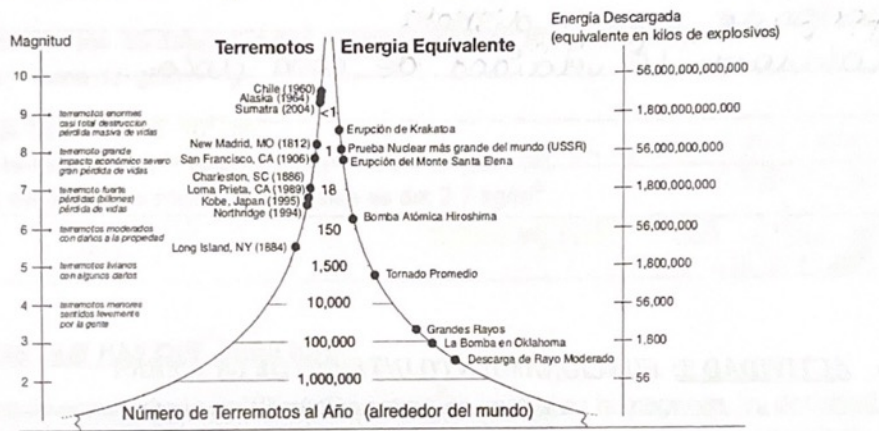 Magnitud
Terremotos
Energia Equivalente
Energía Descargada
(equivalente en kilos de explosivos)
10
9
8
7
6
5
4
3
2
terremotos enormes
casi total destrucción
pérdida masiva de vidas
terremoto grande
impacto económico severo
gran pérdida de vidas
terremoto fuerte
pérdidas (billones)
pérdida de vidas
terremotos moderados
con daños a la propiedad
terremotos livianos
con algunos daños
terremotos menores
sentidos levemente
por la gente
Chile (1960)
Alaska (1964)
Sumatra (2004)
New Madrid, MO (1812)
San Francisco, CA (1906)
Charleston, SC (1886)
Loma Prieta, CA (1989)
Kobe, Japan (1995)
Northridge (1994)
Long Island, NY (1884)
<1
1
18
150
1,500
10,000
100,000
1,000,000
Erupción de Krakatoa
Prueba Nuclear más grande del mundo (USSR)
Erupción del Monte Santa Elena
Bomba Atómica Hiroshima
Tornado Promedio
Grandes Rayos
La Bomba en Oklahoma
Descarga de Rayo Moderado
56,000,000,000,000
1,800,000,000,000
56,000,000,000
1,800,000,000
56,000,000
1,800,000
56,000
1,800
56
Número de Terremotos al Año (alrededor del mundo)